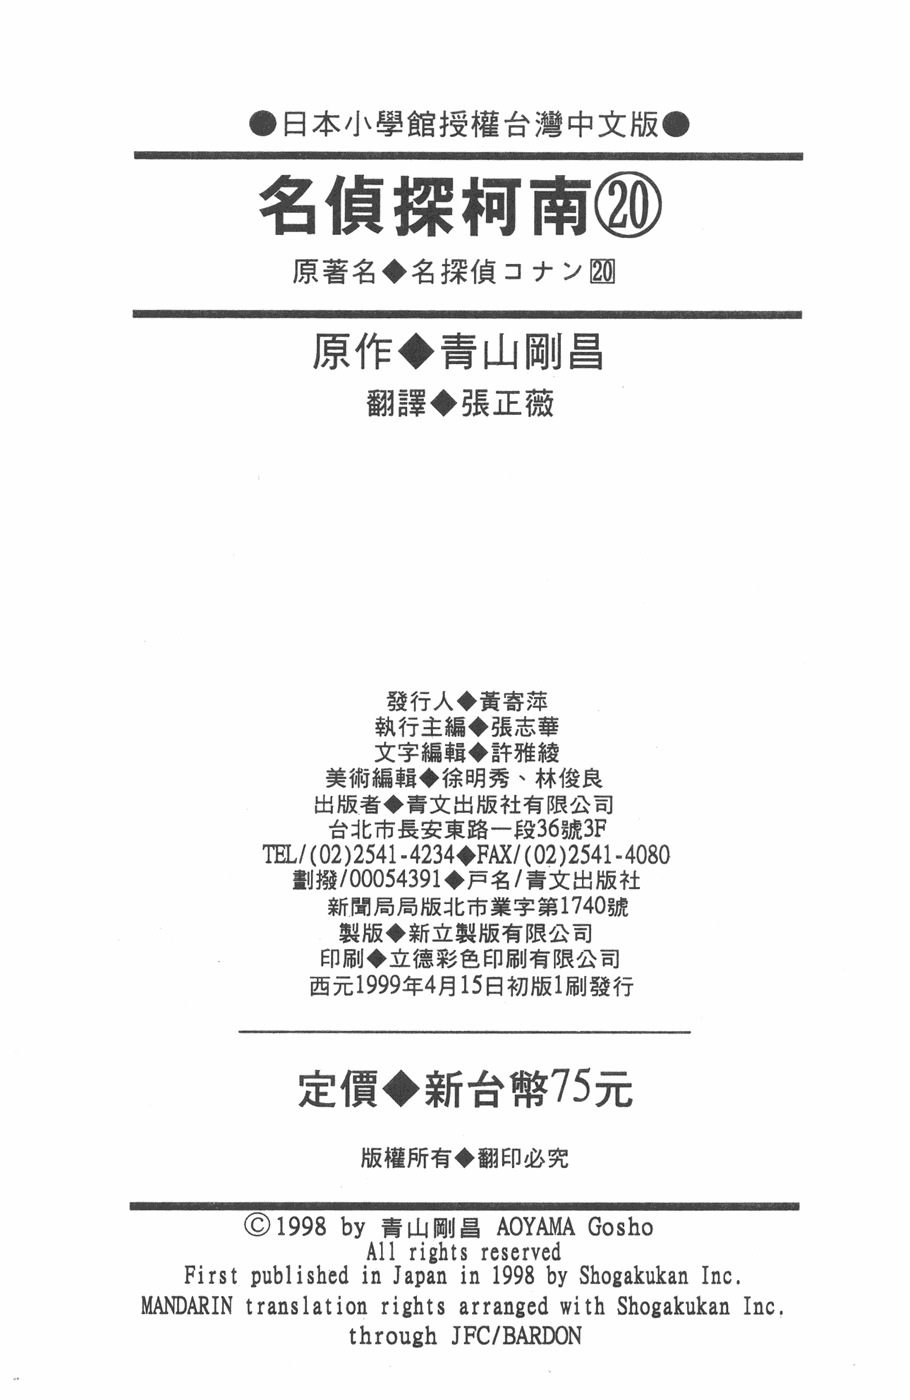 ●日本小學館授權台灣中文版●
名偵探柯南⑳
原著名◆名探偵コナン20
原作◆青山剛昌
翻譯◆張正薇
發行人◆黃寄萍
執行主編◆張志華
文字編輯◆許雅綾
美術編輯◆徐明秀、林俊良
出版者◆青文出版社有限公司
台北市長安東路一段36號3F
TEL/(02)2541-4234◆FAX/(02)2541-4080
劃撥/00054391◆戶名/青文出版社
新聞局局版北市業字第1740號
製版◆新立製版有限公司
印刷◆立德彩色印刷有限公司
西元1999年4月15日初版1刷發行
定價◆新台幣75元
版權所有◆翻印必究
©1998 by 青山剛昌 AOYAMA Gosho
All rights reserved
First published in Japan in 1998 by Shogakukan Inc.
MANDARIN translation rights arranged with Shogakukan Inc.
through JFC/BARDON